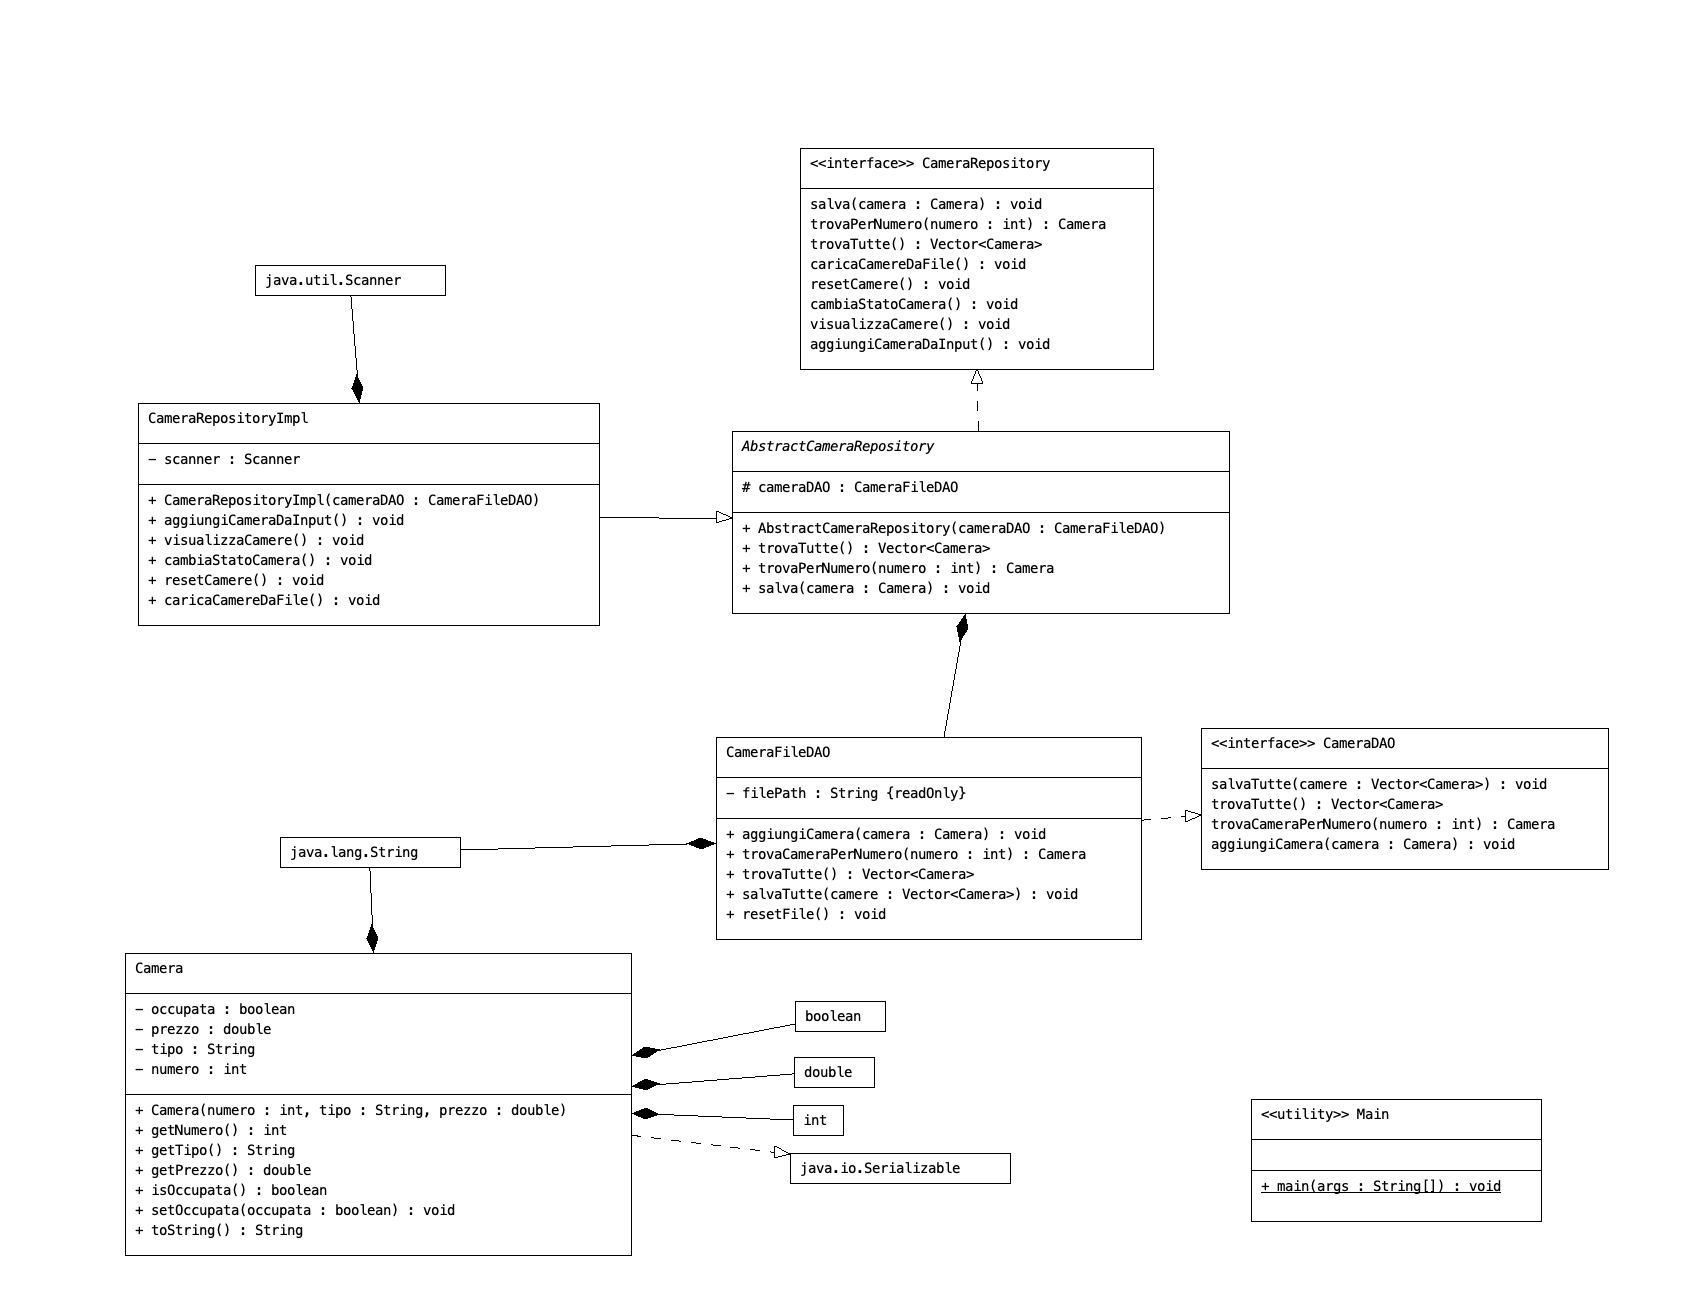 <<interface>> CameraRepository
salva(camera : Camera) : void
trovaPerNumero(numero : int) : Camera
trovaTutte() : Vector<Camera>
caricaCamereDaFile() : void
resetCamere() : void
cambiaStatoCamera() : void
visualizzaCamere() : void
aggiungiCameraDaInput() : void
java.util.Scanner
CameraRepositoryImpl
− scanner : Scanner
+ CameraRepositoryImpl(cameraDAO : CameraFileDAO)
+ aggiungiCameraDaInput() : void
+ visualizzaCamere() : void
+ cambiaStatoCamera() : void
+ resetCamere() : void
+ caricaCamereDaFile() : void
AbstractCameraRepository
# cameraDAO : CameraFileDAO
+ AbstractCameraRepository(cameraDAO : CameraFileDAO)
+ trovaTutte() : Vector<Camera>
+ trovaPerNumero(numero : int) : Camera
+ salva(camera : Camera) : void
CameraFileDAO
− filePath : String {readOnly}
+ aggiungiCamera(camera : Camera) : void
+ trovaCameraPerNumero(numero : int) : Camera
+ trovaTutte() : Vector<Camera>
+ salvaTutte(camere : Vector<Camera>) : void
+ resetFile() : void
<<interface>> CameraDAO
salvaTutte(camere : Vector<Camera>) : void
trovaTutte() : Vector<Camera>
trovaCameraPerNumero(numero : int) : Camera
aggiungiCamera(camera : Camera) : void
java.lang.String
Camera
− occupata : boolean
− prezzo : double
− tipo : String
− numero : int
+ Camera(numero : int, tipo : String, prezzo : double)
+ getNumero() : int
+ getTipo() : String
+ getPrezzo() : double
+ isOccupata() : boolean
+ setOccupata(occupata : boolean) : void
+ toString() : String
boolean
double
int
java.io.Serializable
<<utility>> Main
+ main(args : String[]) : void